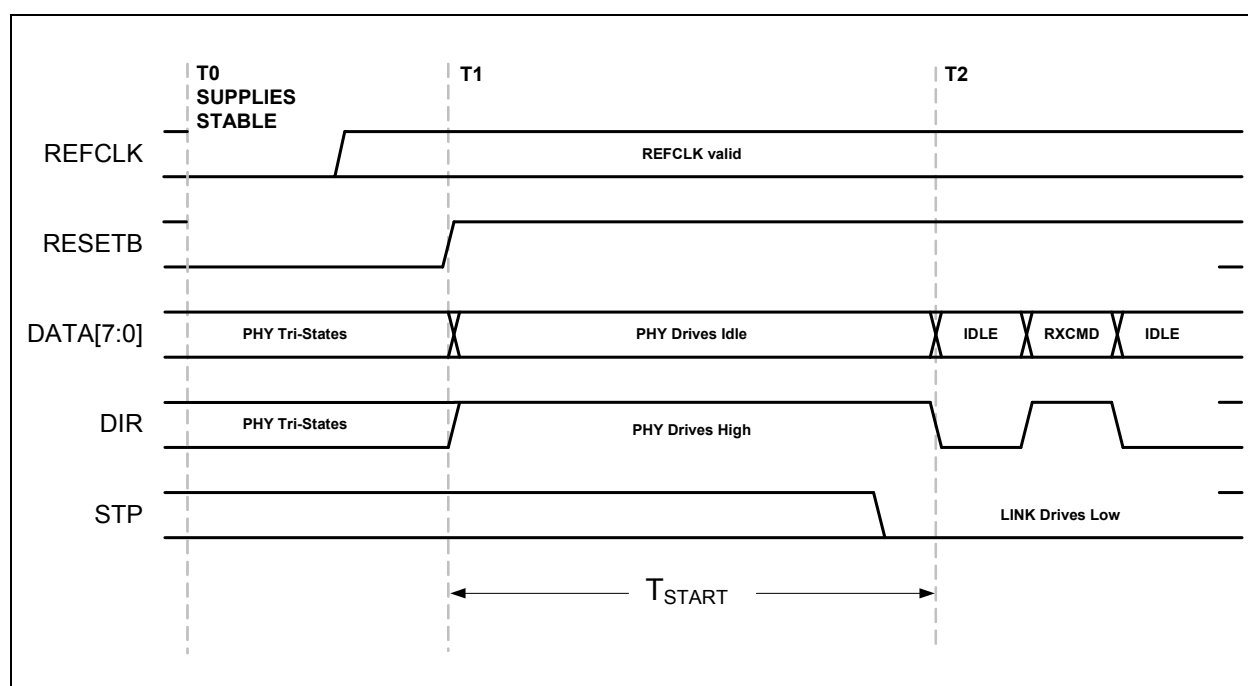 T0
SUPPLIES
STABLE
T1
T2
REFCLK
REFCLK valid
RESETB
DATA[7:0]
PHY Tri-States
PHY Drives Idle
IDLE
RXCMD
IDLE
DIR
PHY Tri-States
PHY Drives High
STP
LINK Drives Low
TSTART